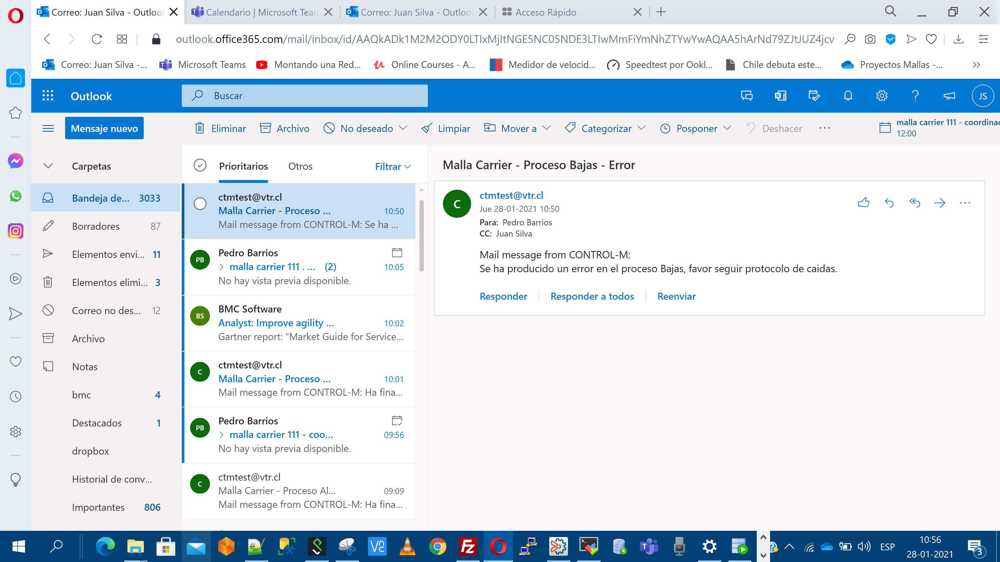 Correo: Juan Silva - Outloo
Calendario | Microsoft Team
Correo: Juan Silva - Outlool
Acceso Rápido
outlook.office365.com/mail/inbox/id/AAQkADk1M2M2ODY0LTIxMjItNGE5NC05NDE3LTIwMmFiYmNhZTYwYwAQAA5hArNd79ZJtJUZ4jcv
Correo: Juan Silva -...
Microsoft Teams
Montando una Red...
Online Courses - A...
Medidor de velocid...
Speedtest por Ookl...
Chile debuta este...
Proyectos Mallas -...
Outlook
Buscar
JS
Mensaje nuevo
Eliminar
Archivo
No deseado
Limpiar
Mover a
Categorizar
Posponer
Deshacer
malla carrier 111 - coordinac
12:00
Carpetas
Bandeja de... 3033
Borradores 87
Elementos envi... 11
Elementos elimi... 3
Correo no des... 12
Archivo
Notas
bmc 4
Destacados 1
dropbox
Historial de conv...
Importantes 806
Prioritarios
Otros
Filtrar
ctmtest@vtr.cl
Malla Carrier - Proceso ... 10:50
Mail message from CONTROL-M: Se ha ...
PB
Pedro Barrios
malla carrier 111 . ... (2) 10:05
No hay vista previa disponible.
BS
BMC Software
Analyst: Improve agility ... 10:02
Gartner report: “Market Guide for Service...
C
ctmtest@vtr.cl
Malla Carrier - Proceso ... 10:01
Mail message from CONTROL-M: Ha fina...
PB
Pedro Barrios
malla carrier 111 - coo... 09:56
No hay vista previa disponible.
C
ctmtest@vtr.cl
Malla Carrier - Proceso Al... 09:09
Mail message from CONTROL-M: Ha fina...
Malla Carrier - Proceso Bajas - Error
C
ctmtest@vtr.cl
Jue 28-01-2021 10:50
Para: Pedro Barrios
CC: Juan Silva
Mail message from CONTROL-M:
Se ha producido un error en el proceso Bajas, favor seguir protocolo de caidas.
Responder
Responder a todos
Reenviar
ESP
10:56
28-01-2021
3